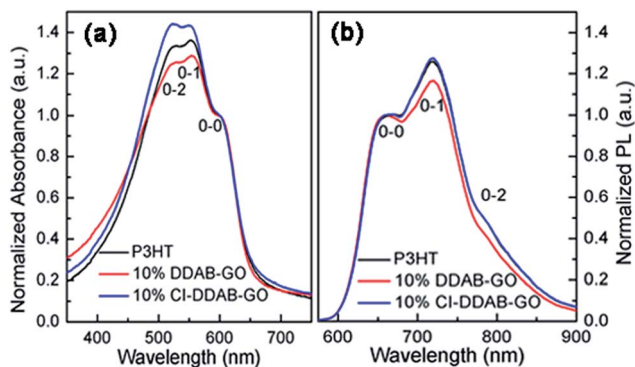 (a)
(b)
1.4
1.2
1.0
0.8
0.6
0.4
0.2
0.0
Normalized Absorbance (a.u.)
0-2
0-1
0-0
P3HT
10% DDAB-GO
10% CI-DDAB-GO
400
500
600
700
Wavelength (nm)
0-0
0-1
0-2
P3HT
10% DDAB-GO
10% CI-DDAB-GO
600
700
800
900
Wavelength (nm)
1.4
1.2
1.0
0.8
0.6
0.4
0.2
0.0
Normalized PL (a.u.)